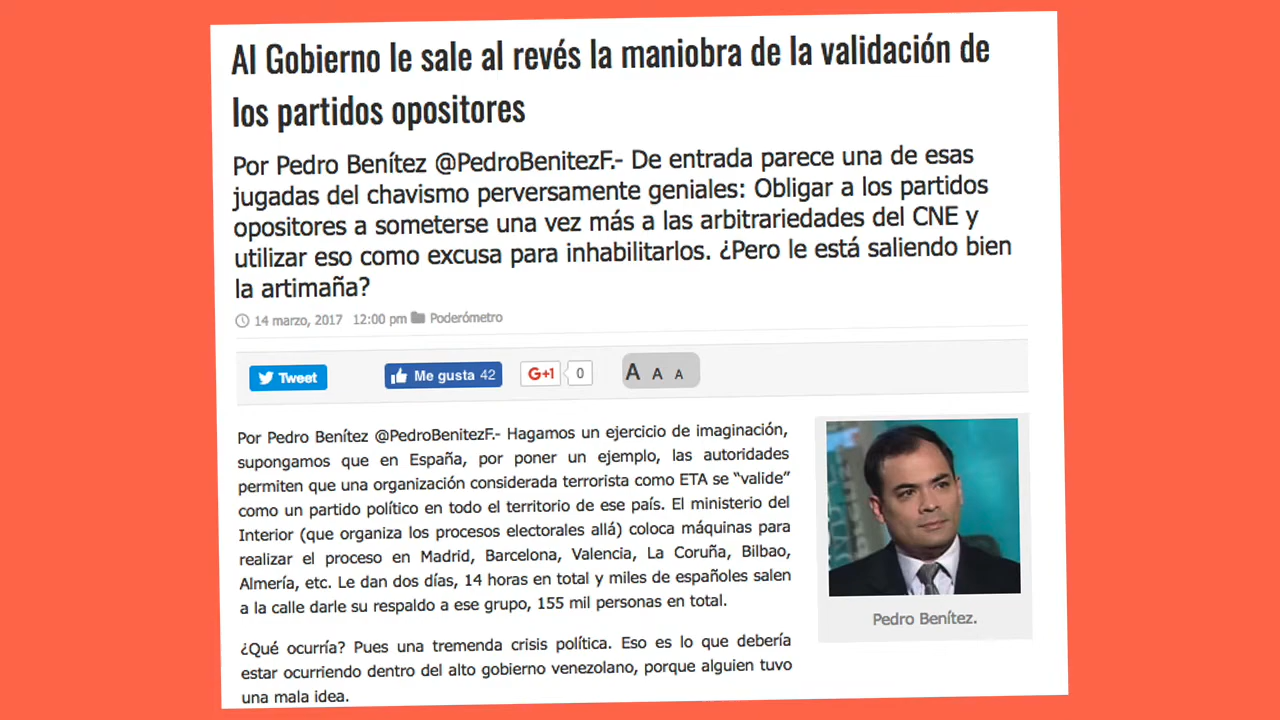 Al Gobierno le sale al revés la maniobra de la validación de
los partidos opositores
Por Pedro Benítez @PedroBenitezF.- De entrada parece una de esas
jugadas del chavismo perversamente geniales: Obligar a los partidos
opositores a someterse una vez más a las arbitrariedades del CNE y
utilizar eso como excusa para inhabilitarlos. ¿Pero le está saliendo bien
la artimaña?
14 marzo, 2017 12:00 pm Poderómetro
Tweet Me gusta 42 G+1 0 A A A
Por Pedro Benítez @PedroBenitezF.- Hagamos un ejercicio de imaginación,
supongamos que en España, por poner un ejemplo, las autoridades
permiten que una organización considerada terrorista como ETA se “valide”
como un partido político en todo el territorio de ese país. El ministerio del
Interior (que organiza los procesos electorales allá) coloca máquinas para
realizar el proceso en Madrid, Barcelona, Valencia, La Coruña, Bilbao,
Almería, etc. Le dan dos días, 14 horas en total y miles de españoles salen
a la calle darle su respaldo a ese grupo, 155 mil personas en total.
¿Qué ocurría? Pues una tremenda crisis política. Eso es lo que debería
estar ocurriendo dentro del alto gobierno venezolano, porque alguien tuvo
una mala idea.
Pedro Benítez.